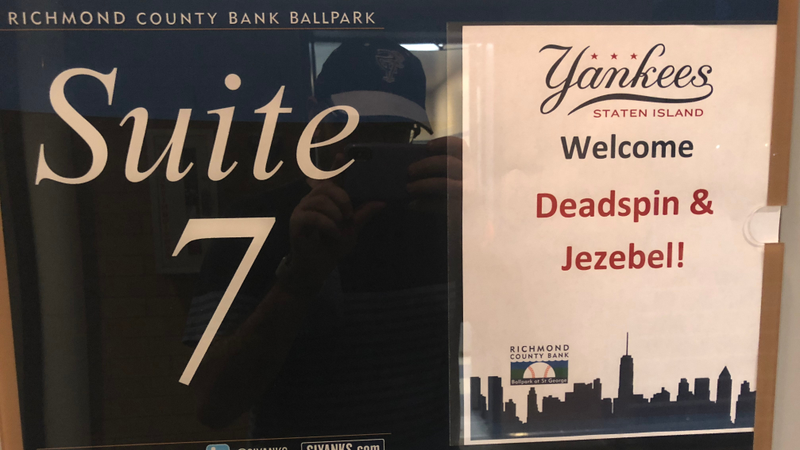 RICHMOND COUNTY BANK BALLPARK
Suite
7
Yankees
STATEN ISLAND
Welcome
Deadspin &
Jezebel!
RICHMOND
COUNTY BANK
Ballpark at St George
@SIYANKS
SIYANKS.com